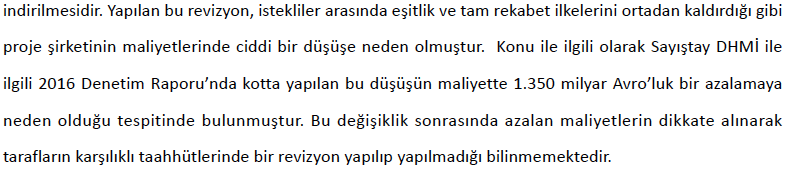 indirilmesidir. Yapılan bu revizyon, istekliler arasında eşitlik ve tam rekabet ilkelerini ortadan kaldırdığı gibi
proje şirketinin maliyetlerinde ciddi bir düşüşe neden olmuştur.  Konu ile ilgili olarak Sayıştay DHMİ ile
ilgili 2016 Denetim Raporu’nda kotta yapılan bu düşüşün maliyette 1.350 milyar Avro’luk bir azalamaya
neden olduğu tespitinde bulunmuştur. Bu değişiklik sonrasında azalan maliyetlerin dikkate alınarak
tarafların karşılıklı taahhütlerinde bir revizyon yapılıp yapılmadığı bilinmemektedir.